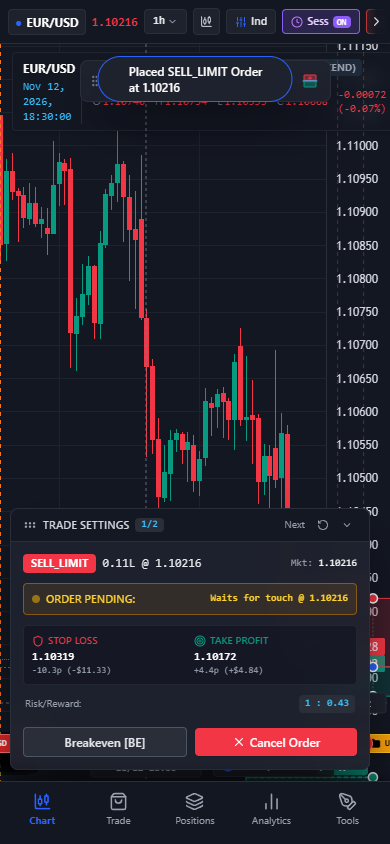 EUR/USD 1.10216 1h Ind Sess ON
1.11150
EUR/USD
Nov 12,
2026,
18:30:00
Placed SELL_LIMIT Order
at 1.10216
-0.00072
(-0.07%)
1.11000
1.10950
1.10900
1.10850
1.10800
1.10750
1.10700
1.10650
1.10600
1.10550
1.10500
TRADE SETTINGS 1/2 Next
SELL_LIMIT 0.11L @ 1.10216 Mkt: 1.10216
ORDER PENDING: Waits for touch @ 1.10216
STOP LOSS TAKE PROFIT
1.10319 1.10172
-10.3p (-$11.33) +4.4p (+$4.84)
Risk/Reward: 1 : 0.43
Breakeven [BE] Cancel Order
Chart Trade Positions Analytics Tools